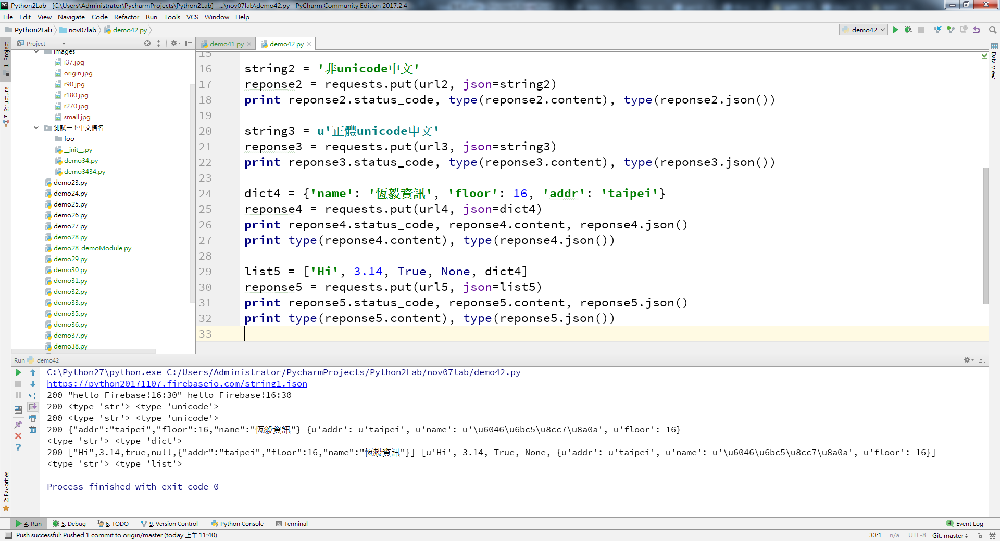 Python2Lab - [C:\Users\Administrator\PycharmProjects\Python2Lab] - ...\nov07lab\demo42.py - PyCharm Community Edition 2017.2.4
File Edit View Navigate Code Refactor Run Tools VCS Window Help
Python2Lab nov07lab demo42.py
demo42
1: Project
7: Structure
2: Favorites
Data View
Project
images
i37.jpg
origin.jpg
r90.jpg
r180.jpg
r270.jpg
small.jpg
測試一下中文檔名
foo
__init__.py
demo34.py
demo3434.py
demo23.py
demo24.py
demo25.py
demo26.py
demo27.py
demo28.py
demo28_demoModule.py
demo29.py
demo30.py
demo31.py
demo32.py
demo33.py
demo35.py
demo36.py
demo37.py
demo38.py
demo41.py demo42.py
15
16 string2 = '非unicode中文'
17 reponse2 = requests.put(url2, json=string2)
18 print reponse2.status_code, type(reponse2.content), type(reponse2.json())
19
20 string3 = u'正體unicode中文'
21 reponse3 = requests.put(url3, json=string3)
22 print reponse3.status_code, type(reponse3.content), type(reponse3.json())
23
24 dict4 = {'name': '恆毅資訊', 'floor': 16, 'addr': 'taipei'}
25 reponse4 = requests.put(url4, json=dict4)
26 print reponse4.status_code, reponse4.content, reponse4.json()
27 print type(reponse4.content), type(reponse4.json())
28
29 list5 = ['Hi', 3.14, True, None, dict4]
30 reponse5 = requests.put(url5, json=list5)
31 print reponse5.status_code, reponse5.content, reponse5.json()
32 print type(reponse5.content), type(reponse5.json())
33
Run demo42
C:\Python27\python.exe C:/Users/Administrator/PycharmProjects/Python2Lab/nov07lab/demo42.py
https://python20171107.firebaseio.com/string1.json
200 "hello Firebase!16:30" hello Firebase!16:30
200 <type 'str'> <type 'unicode'>
200 <type 'str'> <type 'unicode'>
200 {"addr":"taipei","floor":16,"name":"恆毅資訊"} {u'addr': u'taipei', u'name': u'\u6046\u6bc5\u8cc7\u8a0a', u'floor': 16}
<type 'str'> <type 'dict'>
200 ["Hi",3.14,true,null,{"addr":"taipei","floor":16,"name":"恆毅資訊"}] [u'Hi', 3.14, True, None, {u'addr': u'taipei', u'name': u'\u6046\u6bc5\u8cc7\u8a0a', u'floor': 16}]
<type 'str'> <type 'list'>
Process finished with exit code 0
4: Run 5: Debug 6: TODO 9: Version Control Python Console Terminal 4 Event Log
Push successful: Pushed 1 commit to origin/master (today 上午 11:40) 33:1 n/a UTF-8 Git: master